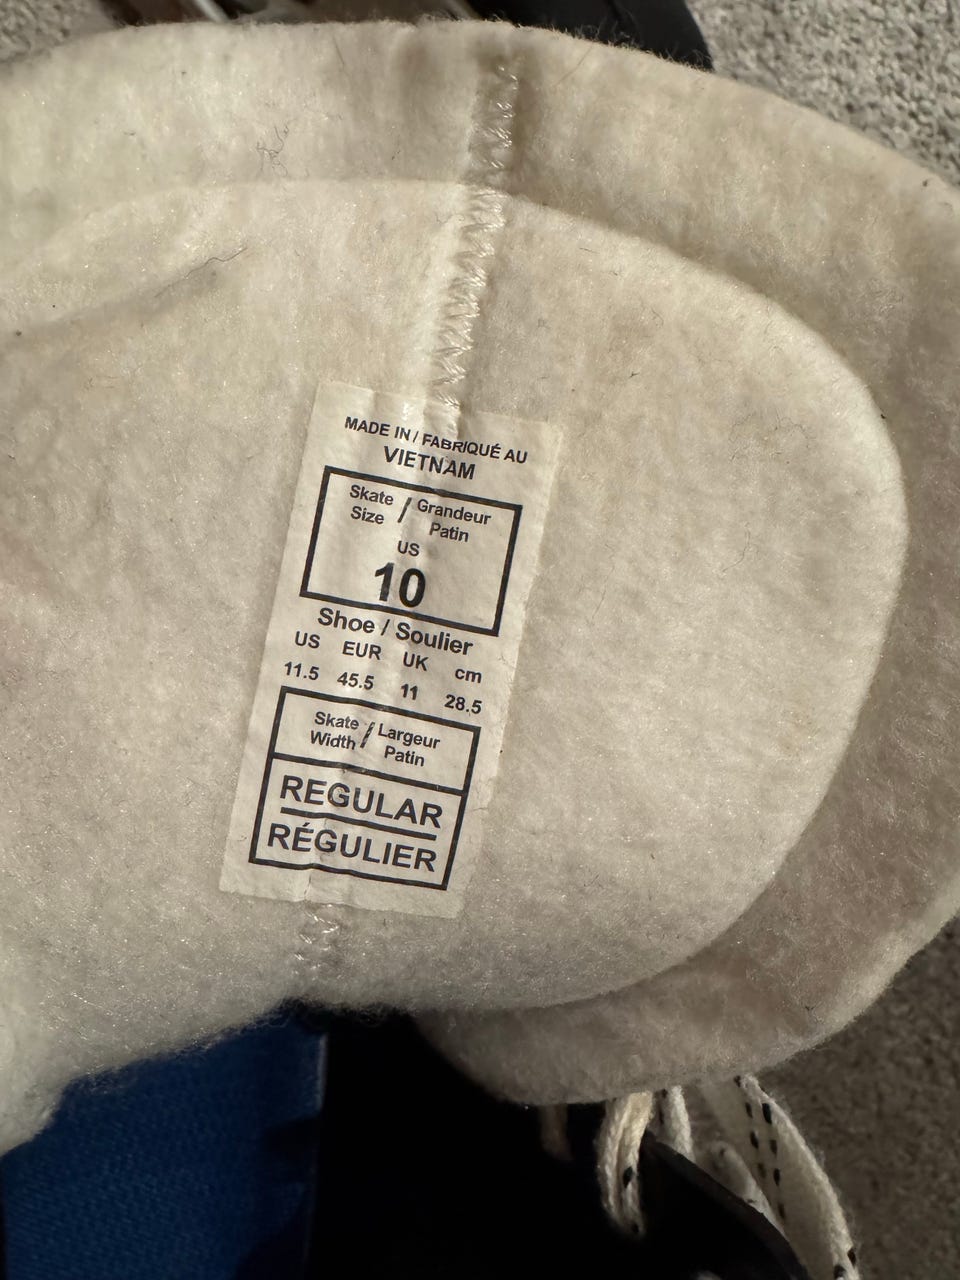 MADE IN / FABRIQUÉ AU
VIETNAM
Skate Size / Grandeur Patin
US
10
Shoe / Soulier
US EUR UK cm
11.5 45.5 11 28.5
Skate Width / Largeur Patin
REGULAR
RÉGULIER